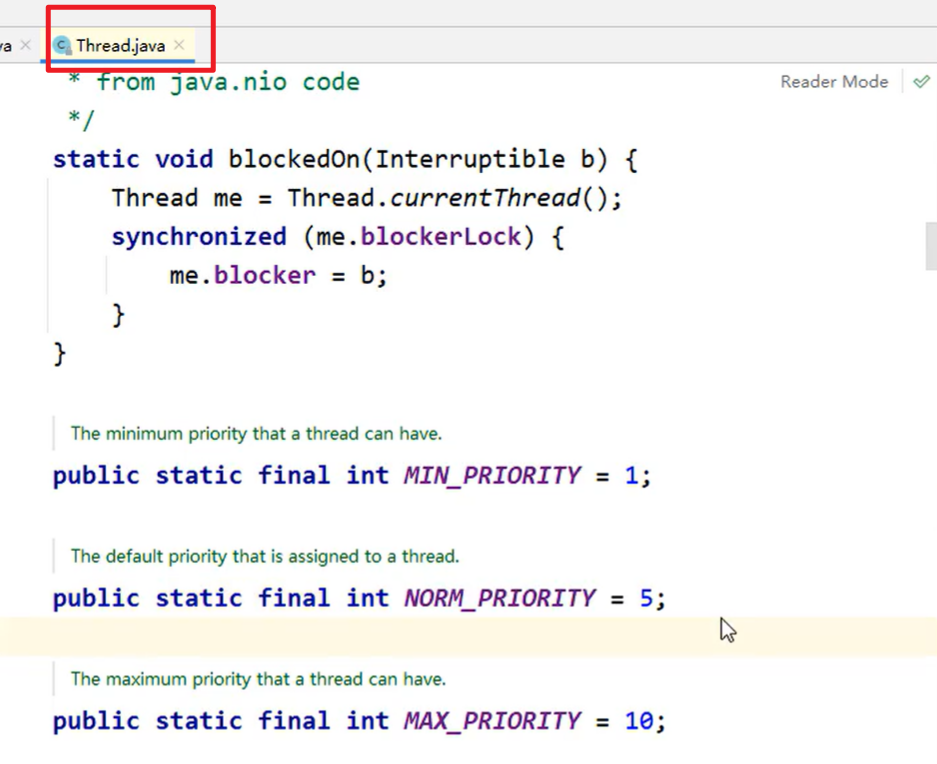 va
Thread.java
* from java.nio code
Reader Mode
*/
static void blockedOn(Interruptible b) {
Thread me = Thread.currentThread();
synchronized (me.blockerLock) {
me.blocker = b;
}
}
The minimum priority that a thread can have.
public static final int MIN_PRIORITY = 1;
The default priority that is assigned to a thread.
public static final int NORM_PRIORITY = 5;
The maximum priority that a thread can have.
public static final int MAX_PRIORITY = 10;